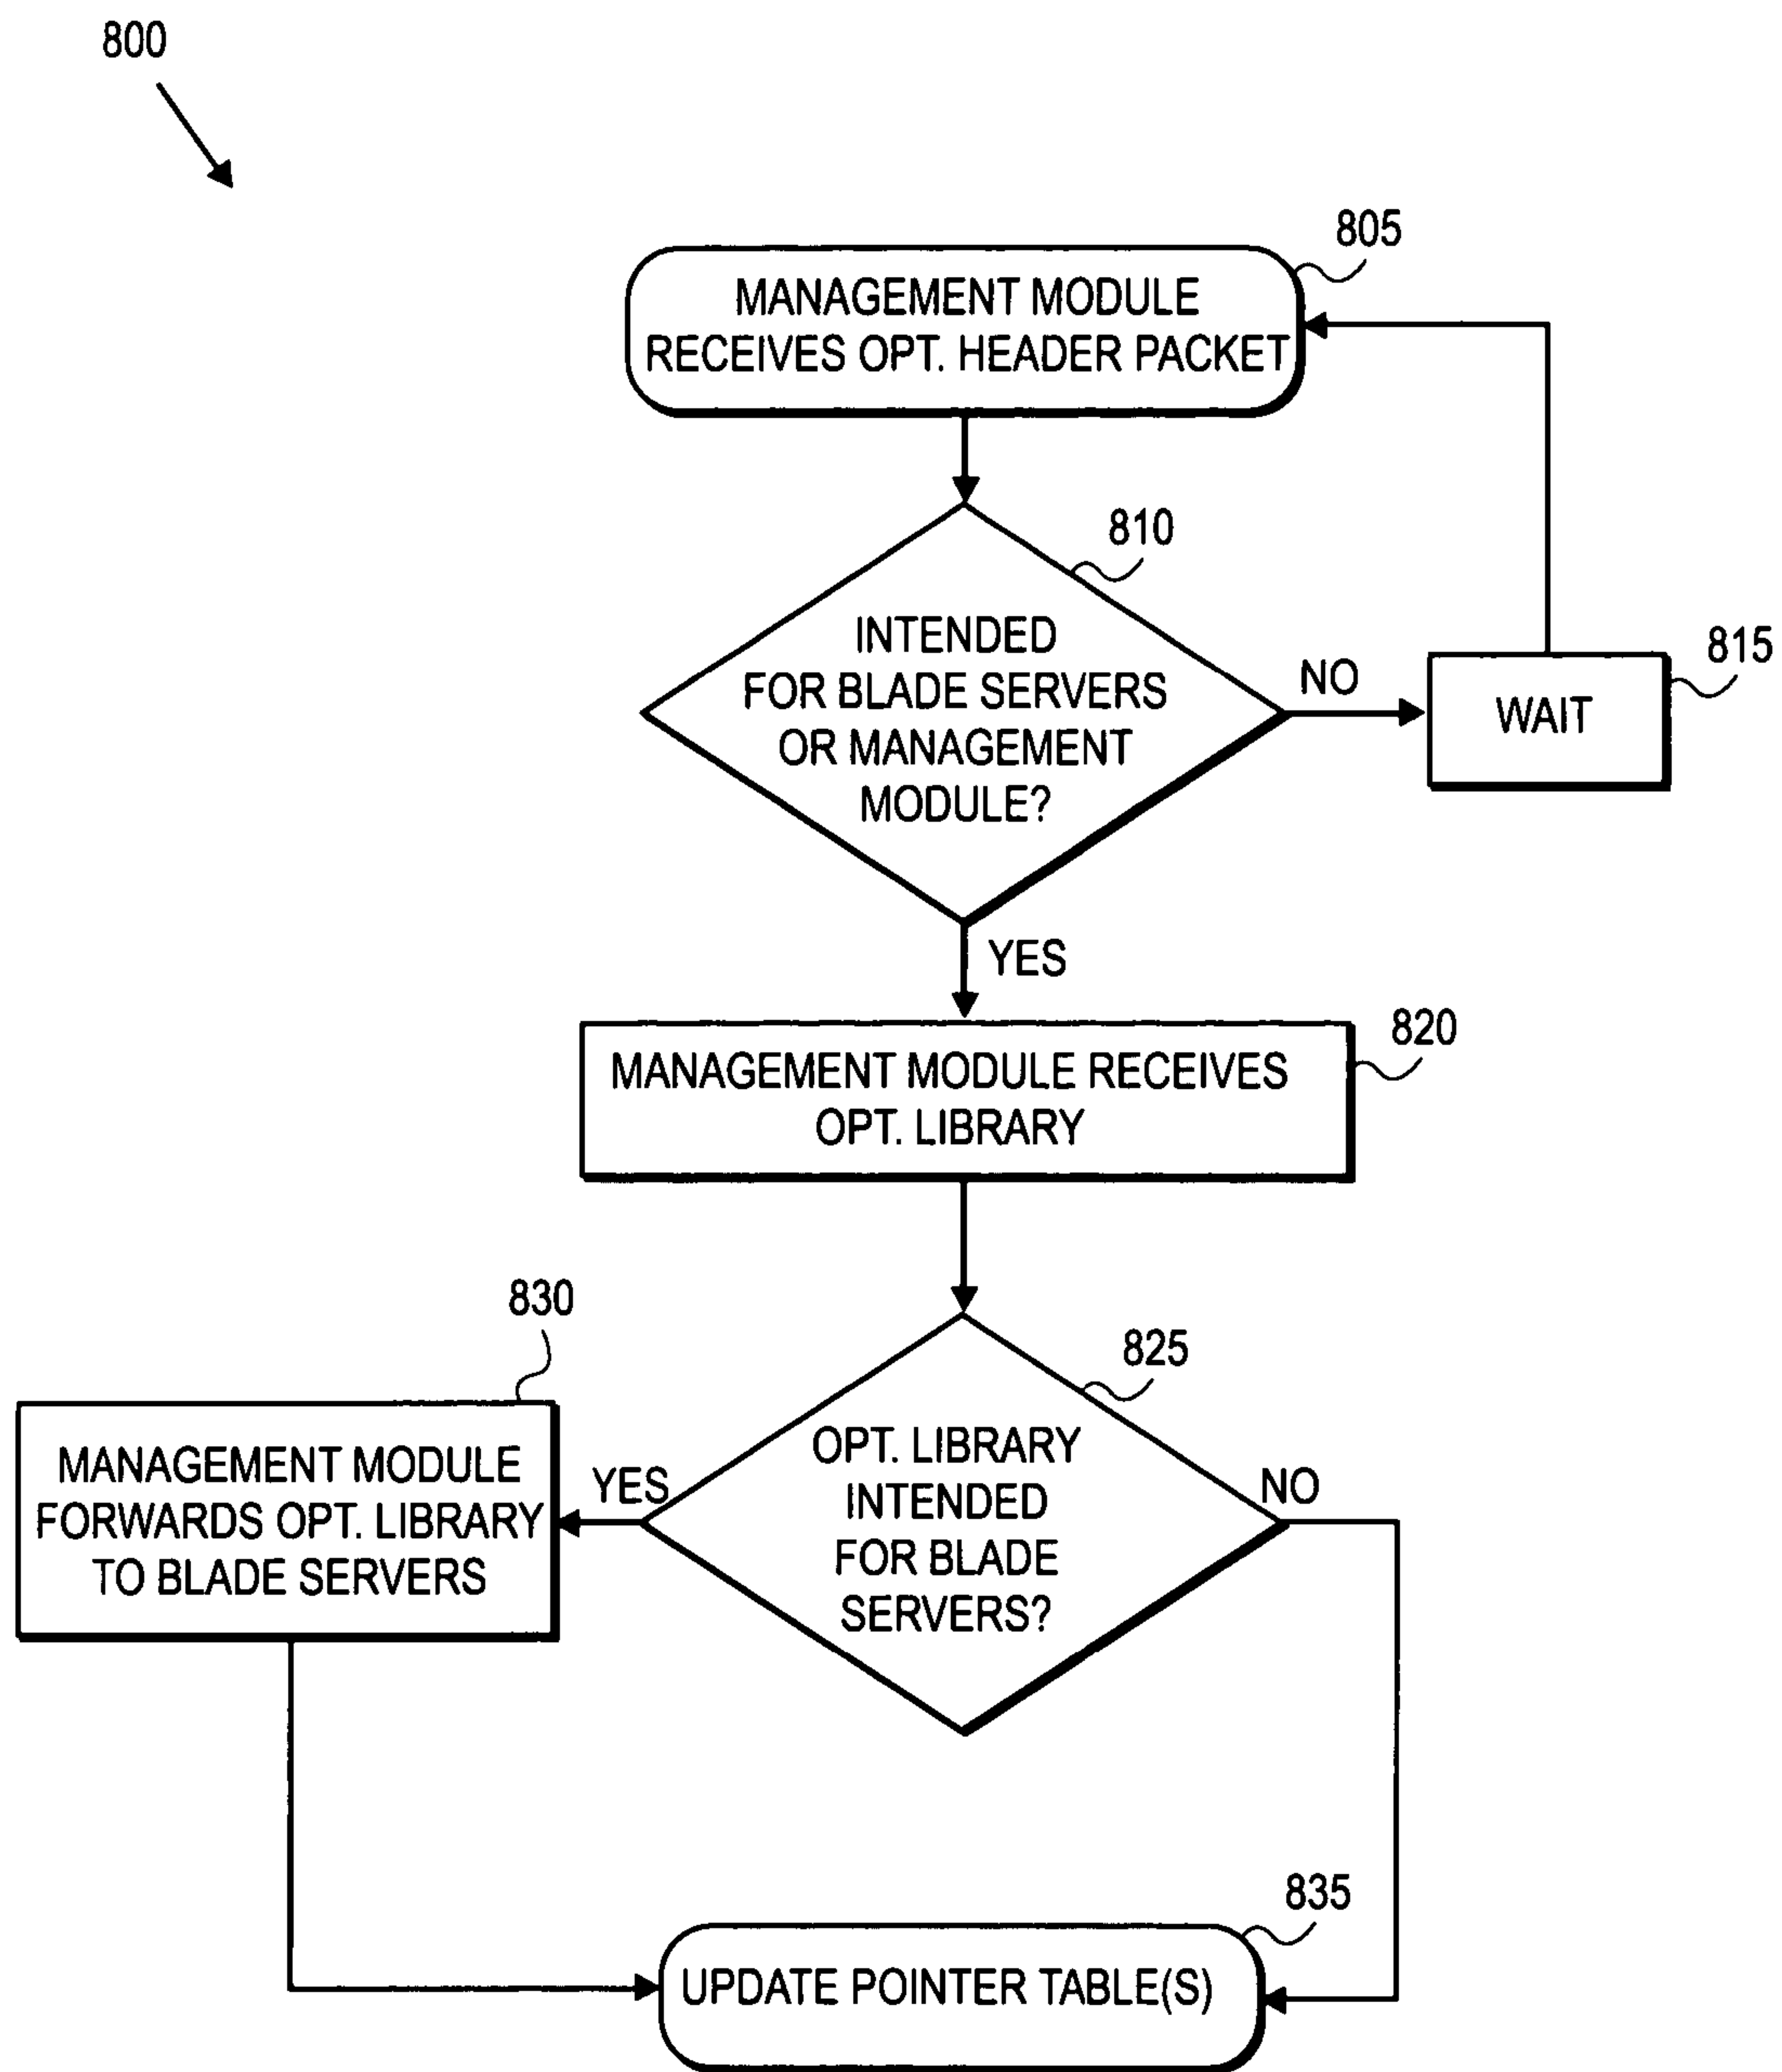 800
805
MANAGEMENT MODULE
RECEIVES OPT. HEADER PACKET
810
INTENDED
FOR BLADE SERVERS
OR MANAGEMENT
MODULE?
NO
815
WAIT
YES
820
MANAGEMENT MODULE RECEIVES
OPT. LIBRARY
830
825
MANAGEMENT MODULE
FORWARDS OPT. LIBRARY
TO BLADE SERVERS
YES
OPT. LIBRARY
INTENDED
FOR BLADE
SERVERS?
NO
835
UPDATE POINTER TABLE(S)